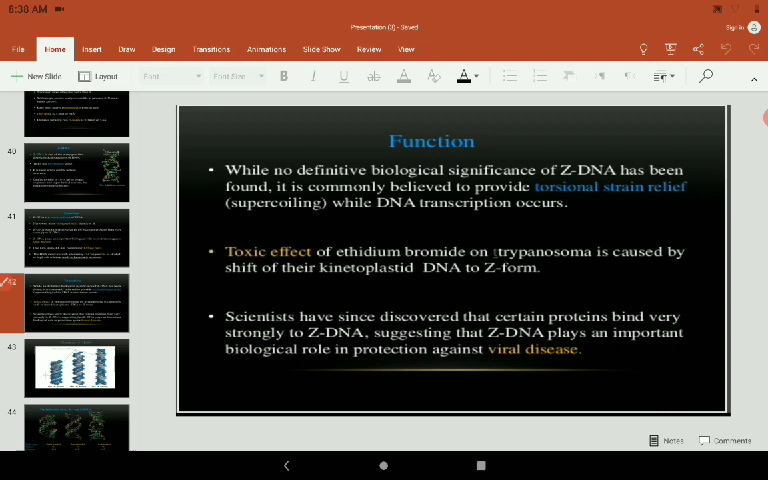 8:38 AM
Presentation (3) - Saved
Sign in
File Home Insert Draw Design Transitions Animations Slide Show Review View
New Slide Layout Font Font Size B I U ab A A
40
41
42
43
44
Function
• While no definitive biological significance of Z-DNA has been
found, it is commonly believed to provide torsional strain relief
(supercoiling) while DNA transcription occurs.
• Toxic effect of ethidium bromide on trypanosoma is caused by
shift of their kinetoplastid DNA to Z-form.
• Scientists have since discovered that certain proteins bind very
strongly to Z-DNA, suggesting that Z-DNA plays an important
biological role in protection against viral disease.
Notes Comments